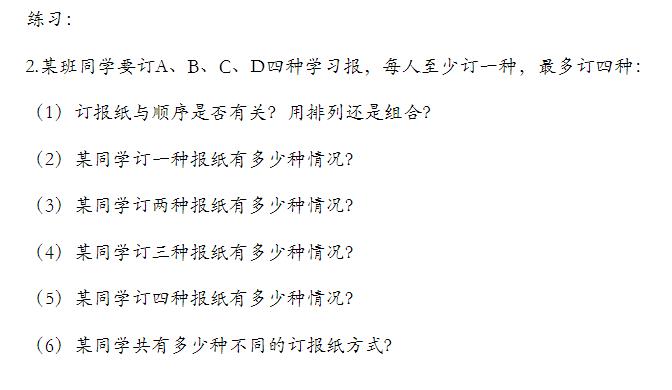 练习：
2.某班同学要订A、B、C、D四种学习报，每人至少订一种，最多订四种：
（1）订报纸与顺序是否有关？用排列还是组合？
（2）某同学订一种报纸有多少种情况？
（3）某同学订两种报纸有多少种情况？
（4）某同学订三种报纸有多少种情况？
（5）某同学订四种报纸有多少种情况？
（6）某同学共有多少种不同的订报纸方式？